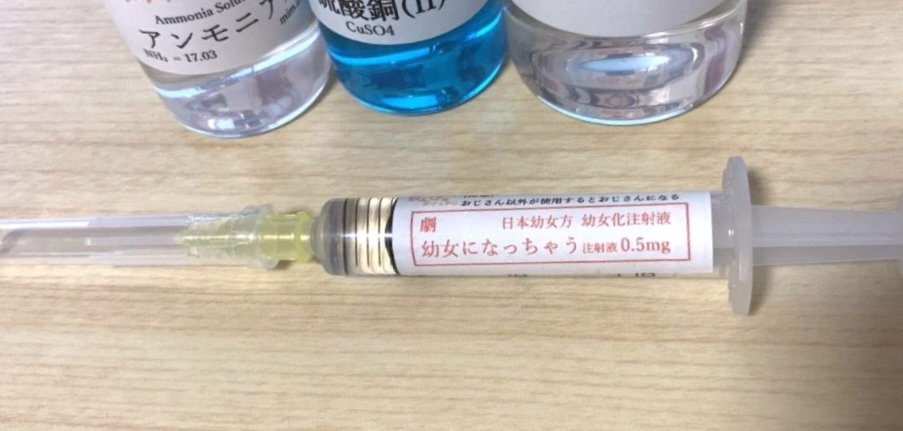 Ammonia
アンモニア
NH₃ = 17.03
硫酸銅(II)
CuSO4
おじさん以外が使用するとおじさんになる
劇 日本幼女方 幼女化注射液
幼女になっちゃう注射液0.5mg